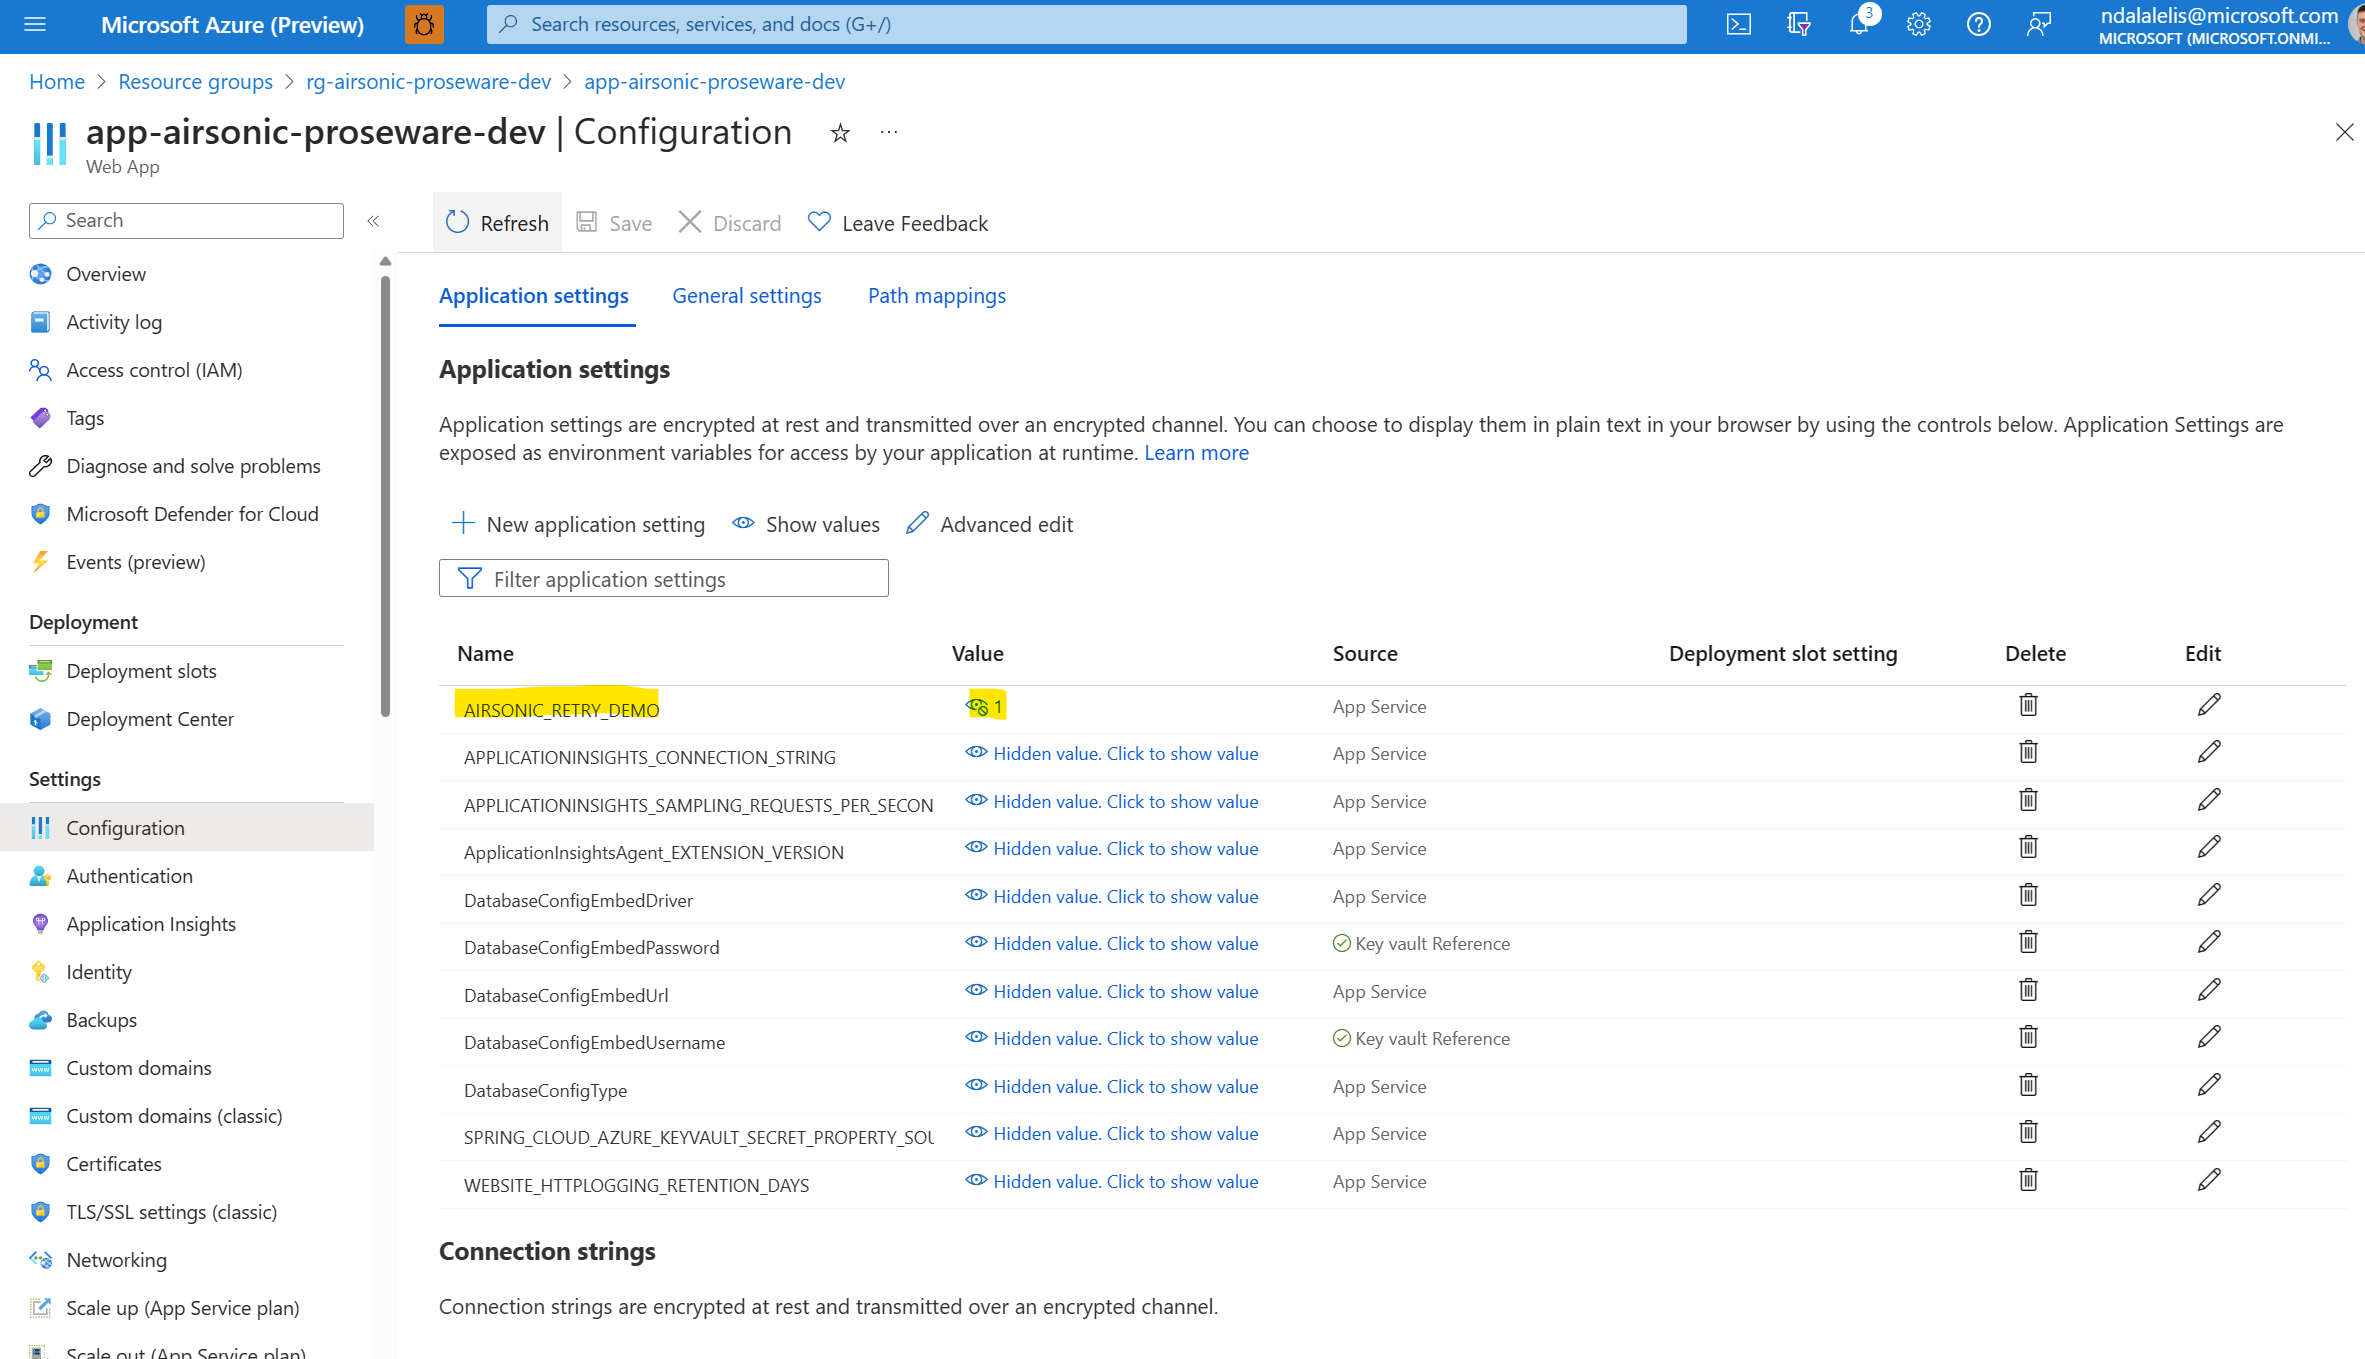 Microsoft Azure (Preview)
Search resources, services, and docs (G+/)
3
ndalalelis@microsoft.com
MICROSOFT (MICROSOFT.ONMI...
Home > Resource groups > rg-airsonic-proseware-dev > app-airsonic-proseware-dev
app-airsonic-proseware-dev | Configuration
Web App
Search
Overview
Activity log
Access control (IAM)
Tags
Diagnose and solve problems
Microsoft Defender for Cloud
Events (preview)
Deployment
Deployment slots
Deployment Center
Settings
Configuration
Authentication
Application Insights
Identity
Backups
Custom domains
Custom domains (classic)
Certificates
TLS/SSL settings (classic)
Networking
Scale up (App Service plan)
Scale out (App Service plan)
Refresh Save Discard Leave Feedback
Application settings General settings Path mappings
Application settings
Application settings are encrypted at rest and transmitted over an encrypted channel. You can choose to display them in plain text in your browser by using the controls below. Application Settings are
exposed as environment variables for access by your application at runtime. Learn more
New application setting Show values Advanced edit
Filter application settings
Name Value Source Deployment slot setting Delete Edit
AIRSONIC_RETRY_DEMO 1 App Service
APPLICATIONINSIGHTS_CONNECTION_STRING Hidden value. Click to show value App Service
APPLICATIONINSIGHTS_SAMPLING_REQUESTS_PER_SECON Hidden value. Click to show value App Service
ApplicationInsightsAgent_EXTENSION_VERSION Hidden value. Click to show value App Service
DatabaseConfigEmbedDriver Hidden value. Click to show value App Service
DatabaseConfigEmbedPassword Hidden value. Click to show value Key vault Reference
DatabaseConfigEmbedUrl Hidden value. Click to show value App Service
DatabaseConfigEmbedUsername Hidden value. Click to show value Key vault Reference
DatabaseConfigType Hidden value. Click to show value App Service
SPRING_CLOUD_AZURE_KEYVAULT_SECRET_PROPERTY_SOU Hidden value. Click to show value App Service
WEBSITE_HTTPLOGGING_RETENTION_DAYS Hidden value. Click to show value App Service
Connection strings
Connection strings are encrypted at rest and transmitted over an encrypted channel.